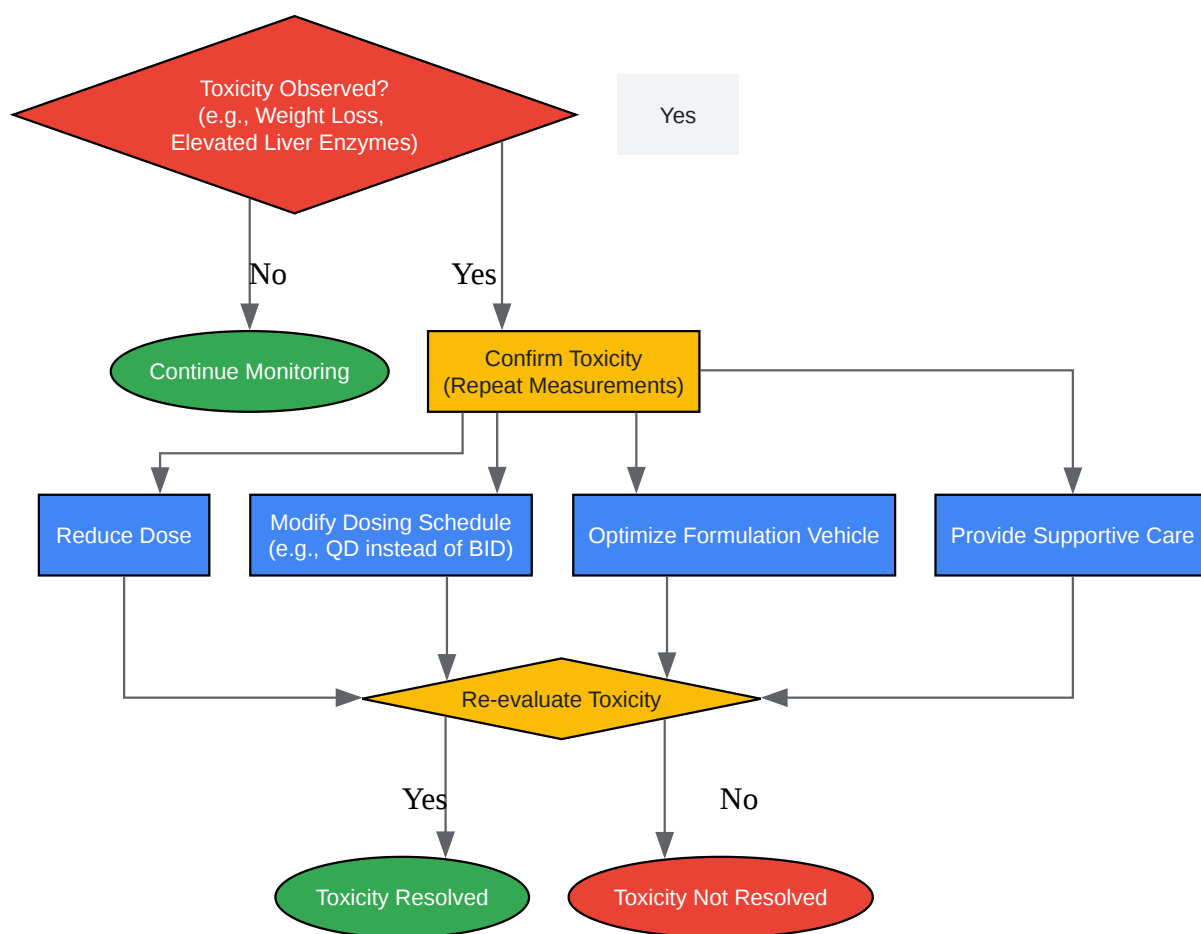 Toxicity Observed?
(e.g., Weight Loss,
Elevated Liver Enzymes)
Yes
No
Yes
Continue Monitoring
Confirm Toxicity
(Repeat Measurements)
Reduce Dose
Modify Dosing Schedule
(e.g., QD instead of BID)
Optimize Formulation Vehicle
Provide Supportive Care
Re-evaluate Toxicity
Yes
No
Toxicity Resolved
Toxicity Not Resolved